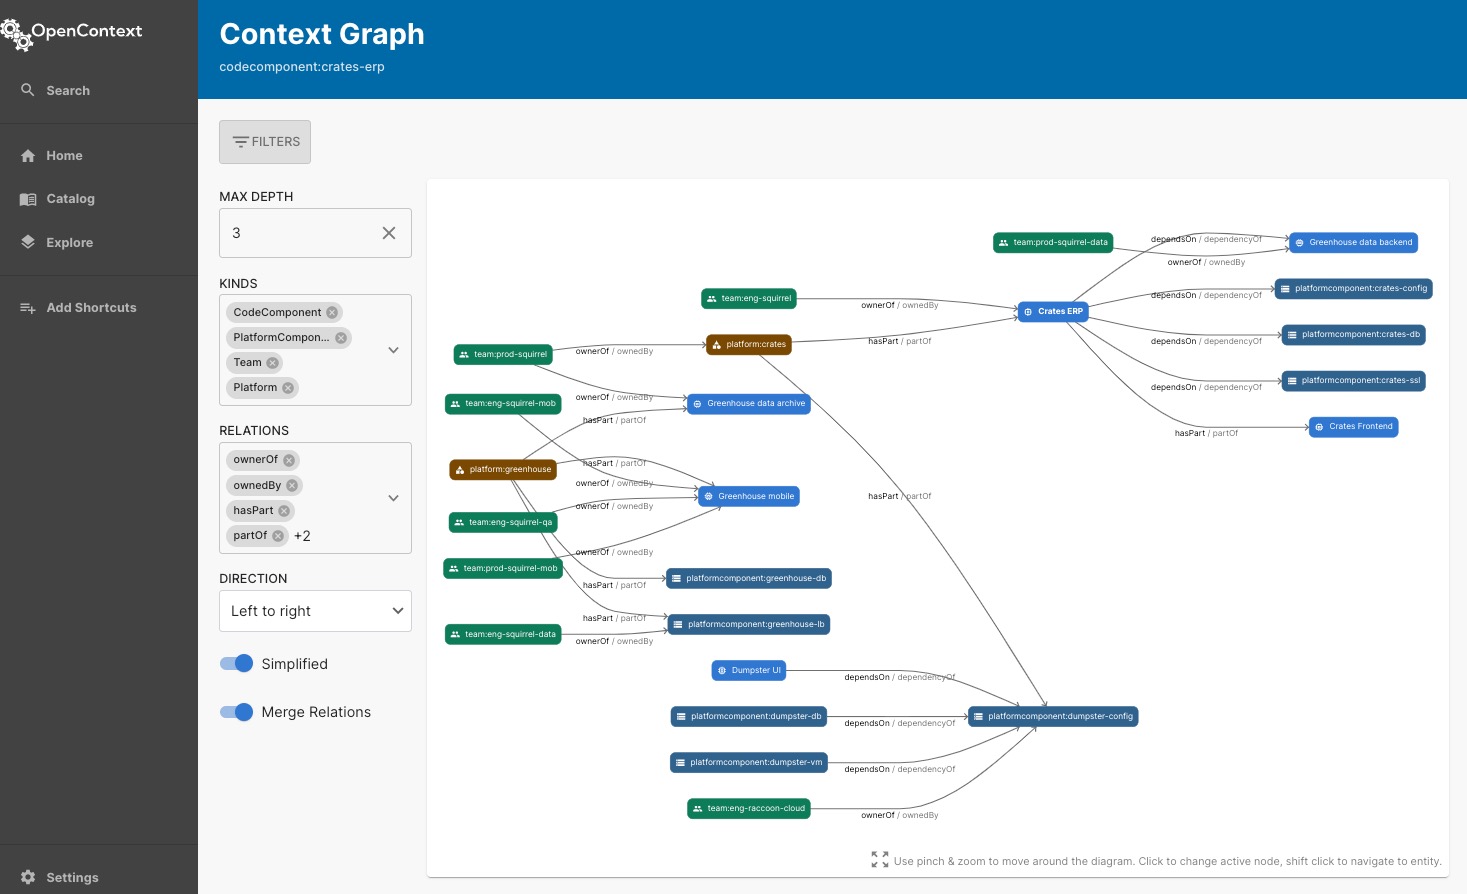 OpenContext
Search
Home
Catalog
Explore
Add Shortcuts
Settings
Context Graph
codecomponent:crates-erp
FILTERS
MAX DEPTH
3
KINDS
CodeComponent
PlatformCompon...
Team
Platform
RELATIONS
ownerOf
ownedBy
hasPart
partOf +2
DIRECTION
Left to right
Simplified
Merge Relations
team:prod-squirrel-data
dependsOn / dependencyOf
Greenhouse data backend
ownerOf / ownedBy
platformcomponent:crates-config
dependsOn / dependencyOf
team:eng-squirrel
ownerOf / ownedBy
Crates ERP
platformcomponent:crates-db
dependsOn / dependencyOf
platform:crates
hasPart / partOf
team:prod-squirrel
ownerOf / ownedBy
platformcomponent:crates-ssl
dependsOn / dependencyOf
ownerOf / ownedBy
team:eng-squirrel-mob
Greenhouse data archive
hasPart / partOf
Crates Frontend
hasPart / partOf
platform:greenhouse
hasPart / partOf
ownerOf / ownedBy
Greenhouse mobile
hasPart / partOf
ownerOf / ownedBy
team:eng-squirrel-qa
ownerOf / ownedBy
team:prod-squirrel-mob
platformcomponent:greenhouse-db
hasPart / partOf
hasPart / partOf
platformcomponent:greenhouse-lb
team:eng-squirrel-data
ownerOf / ownedBy
Dumpster UI
dependsOn / dependencyOf
platformcomponent:dumpster-db
dependsOn / dependencyOf
platformcomponent:dumpster-config
platformcomponent:dumpster-vm
dependsOn / dependencyOf
team:eng-raccoon-cloud
ownerOf / ownedBy
Use pinch & zoom to move around the diagram. Click to change active node, shift click to navigate to entity.